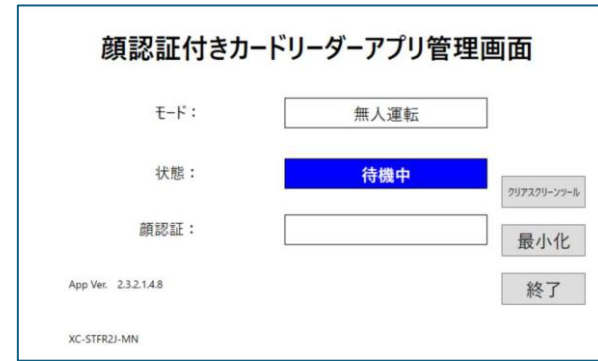 顔認証付きカードリーダーアプリ管理画面
モード： 無人運転
状態： 待機中
クリアスクリーンツール
顔認証：
最小化
App Ver. 2.3.2.1.4.8
終了
XC-STFR2J-MN